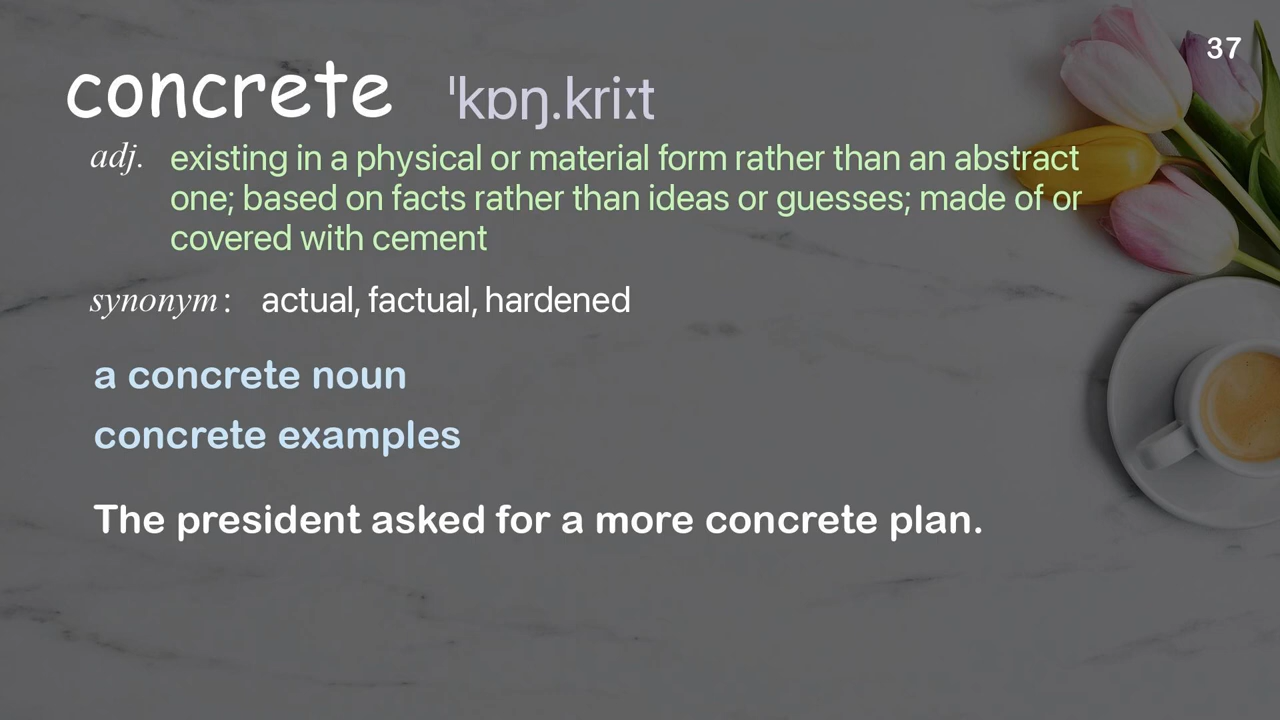 37
concrete ˈkɒŋ.kriːt
adj. existing in a physical or material form rather than an abstract
one; based on facts rather than ideas or guesses; made of or
covered with cement
synonym: actual, factual, hardened
a concrete noun
concrete examples
The president asked for a more concrete plan.